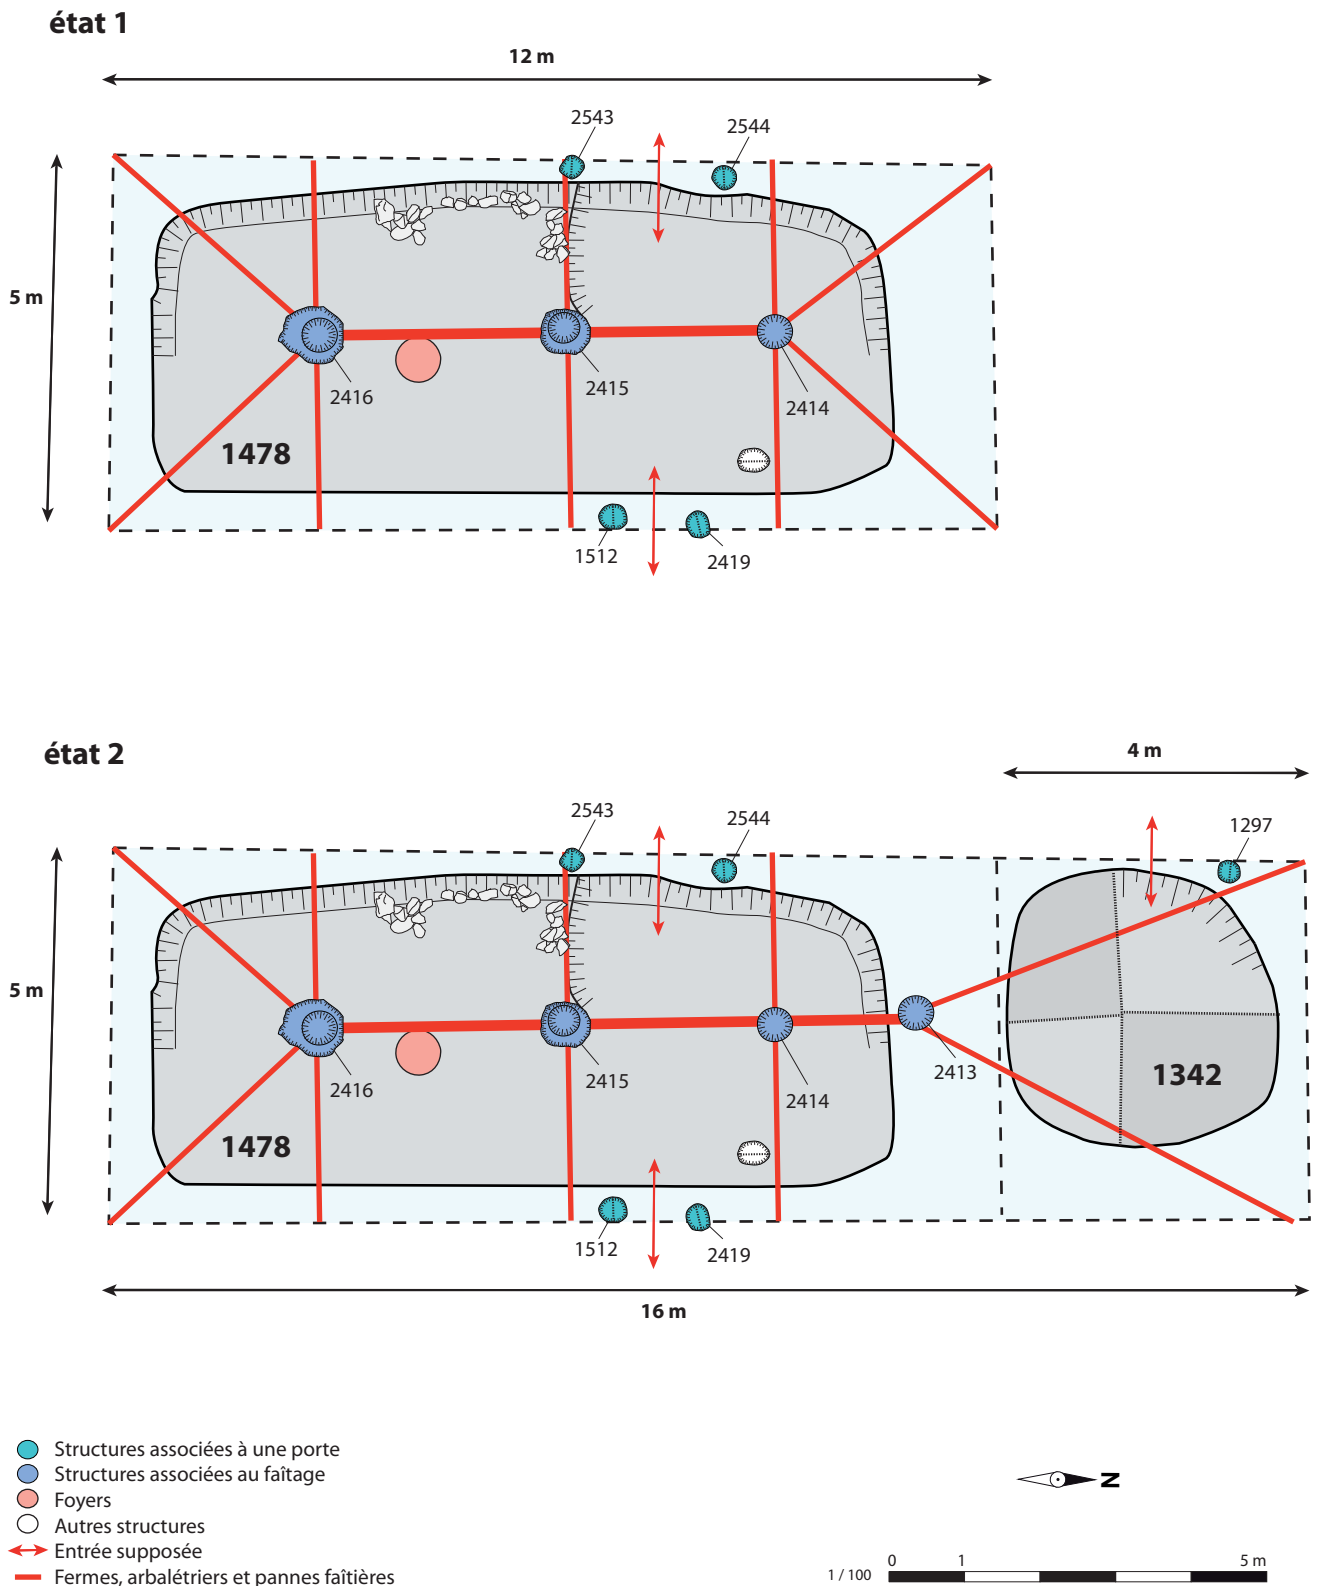 état 1
12 m
2543
2544
5 m
2416
2415
2414
1478
1512
2419
état 2
4 m
2543
2544
1297
5 m
2416
2415
2414
2413
1342
1478
1512
2419
16 m
Structures associées à une porte
Structures associées au faîtage
Foyers
Autres structures
Entrée supposée
Fermes, arbalétriers et pannes faîtières
N
0 1 5 m
1 / 100